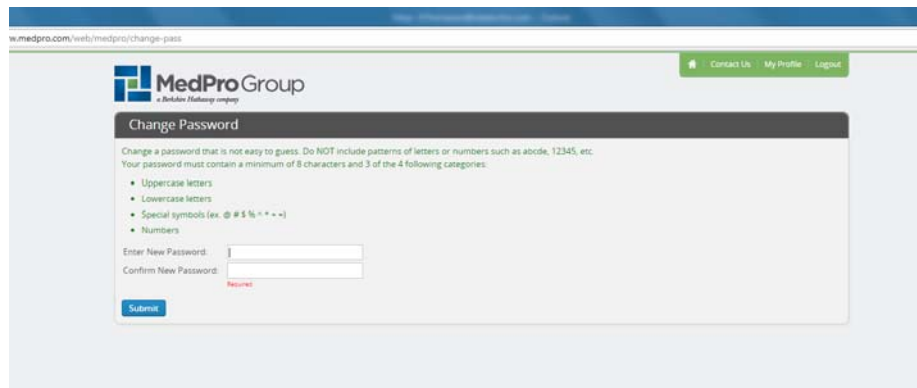 w.medpro.com/web/medpro/change-pass
Contact Us My Profile Logout
MedPro Group
a Berkshire Hathaway company
Change Password
Change a password that is not easy to guess. Do NOT include patterns of letters or numbers such as abcde, 12345, etc.
Your password must contain a minimum of 8 characters and 3 of the 4 following categories:
• Uppercase letters
• Lowercase letters
• Special symbols (ex. @ # $ % ^ * + =)
• Numbers
Enter New Password:
Confirm New Password:
Required
Submit